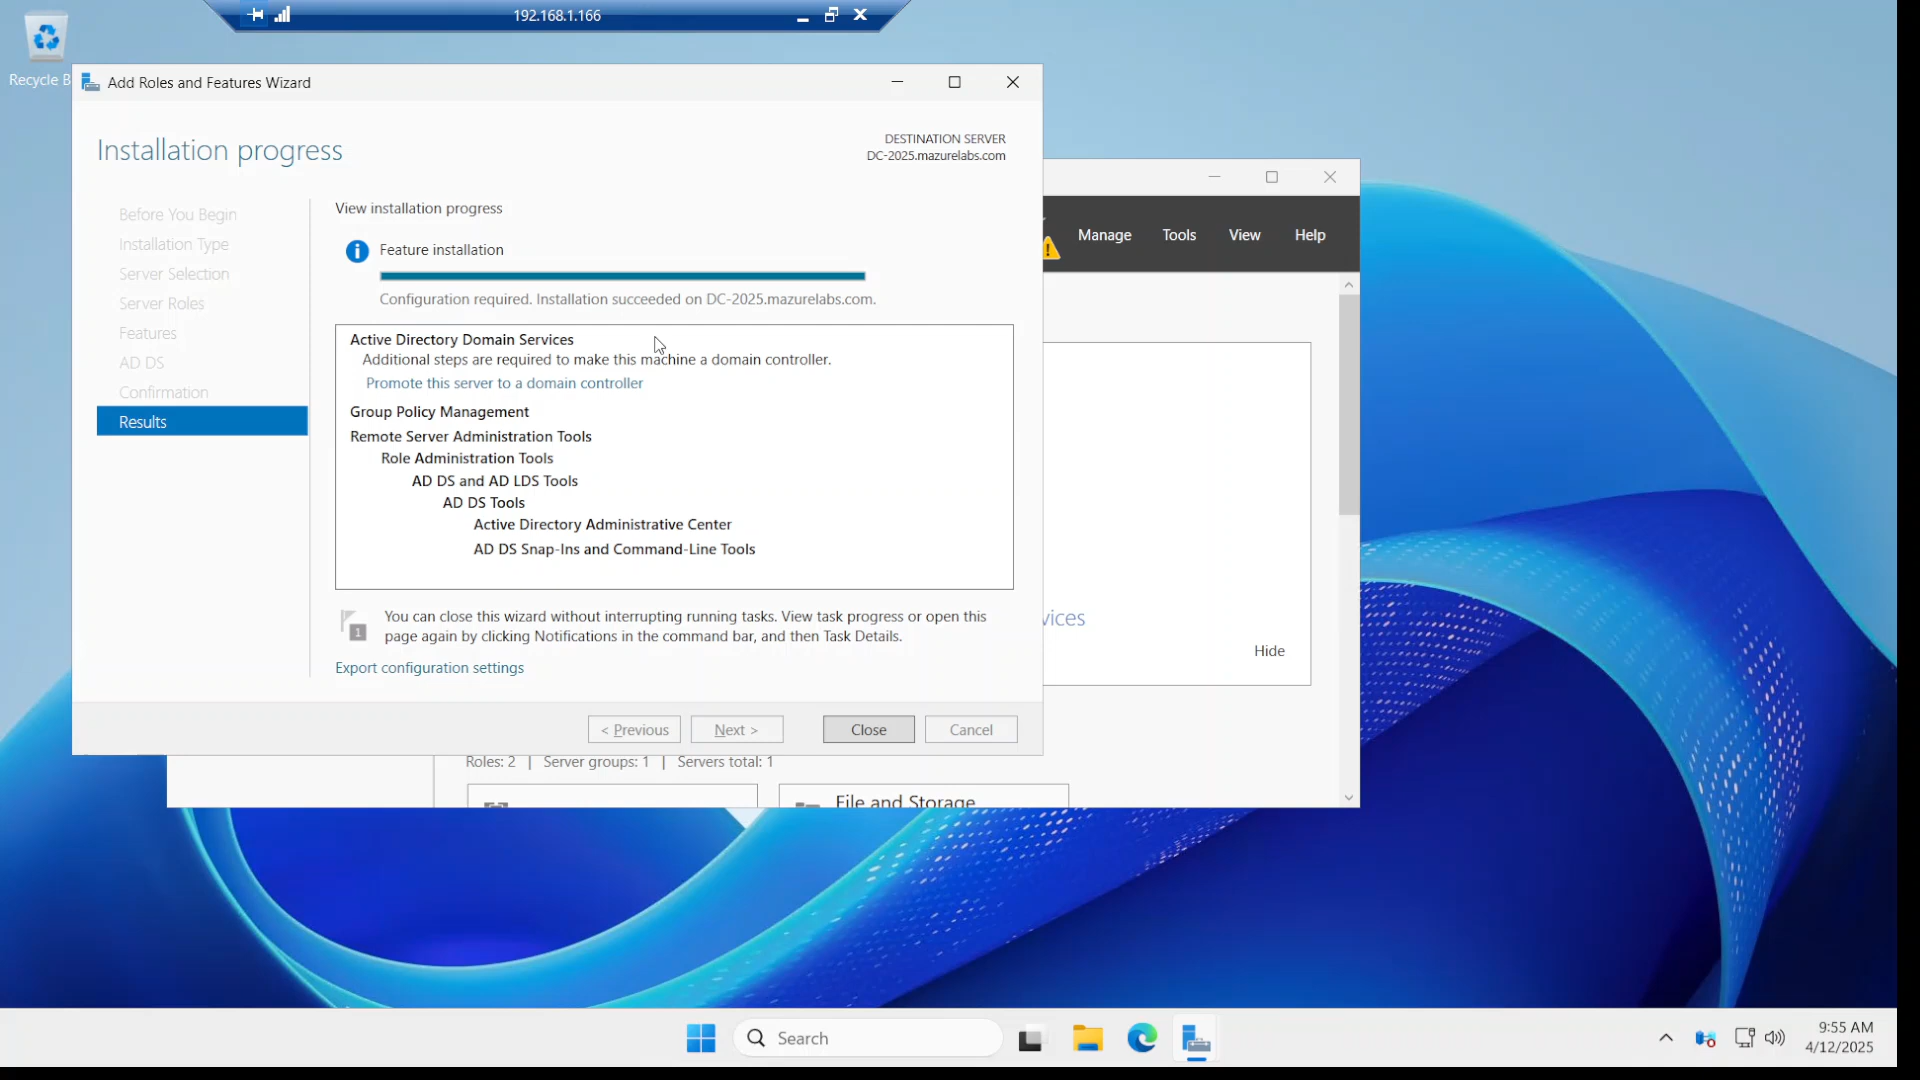 192.168.1.166
Recycle B
Add Roles and Features Wizard
Installation progress
DESTINATION SERVER
DC-2025.mazurelabs.com
Before You Begin
Installation Type
Server Selection
Server Roles
Features
AD DS
Confirmation
Results
View installation progress
Feature installation
Configuration required. Installation succeeded on DC-2025.mazurelabs.com.
Active Directory Domain Services
Additional steps are required to make this machine a domain controller.
Promote this server to a domain controller
Group Policy Management
Remote Server Administration Tools
Role Administration Tools
AD DS and AD LDS Tools
AD DS Tools
Active Directory Administrative Center
AD DS Snap-Ins and Command-Line Tools
1
You can close this wizard without interrupting running tasks. View task progress or open this
page again by clicking Notifications in the command bar, and then Task Details.
Export configuration settings
< Previous
Next >
Close
Cancel
Manage
Tools
View
Help
vices
Hide
Roles: 2 | Server groups: 1 | Servers total: 1
File and Storage
Search
9:55 AM
4/12/2025